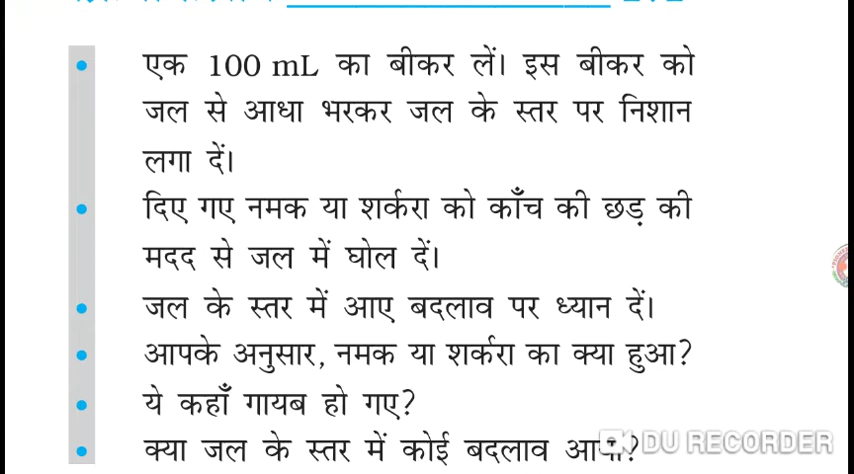 • एक 100 mL का बीकर लें। इस बीकर को
जल से आधा भरकर जल के स्तर पर निशान
लगा दें।
• दिए गए नमक या शर्करा को काँच की छड़ की
मदद से जल में घोल दें।
• जल के स्तर में आए बदलाव पर ध्यान दें।
• आपके अनुसार, नमक या शर्करा का क्या हुआ?
• ये कहाँ गायब हो गए?
• क्या जल के स्तर में कोई बदलाव आया?
DU RECORDER